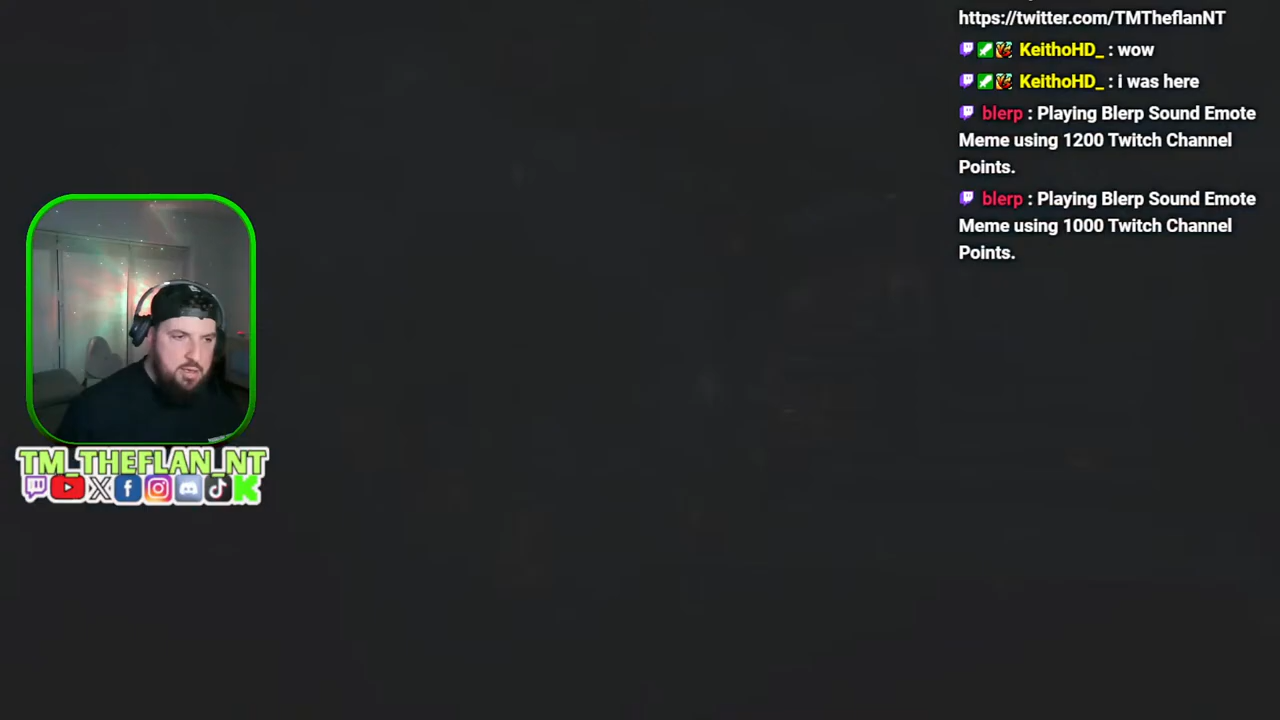 https://twitter.com/TMTheflanNT
KeithoHD_ : wow
KeithoHD_ : i was here
blerp : Playing Blerp Sound Emote
Meme using 1200 Twitch Channel
Points.
blerp : Playing Blerp Sound Emote
Meme using 1000 Twitch Channel
Points.
TM_THEFLAN_NT